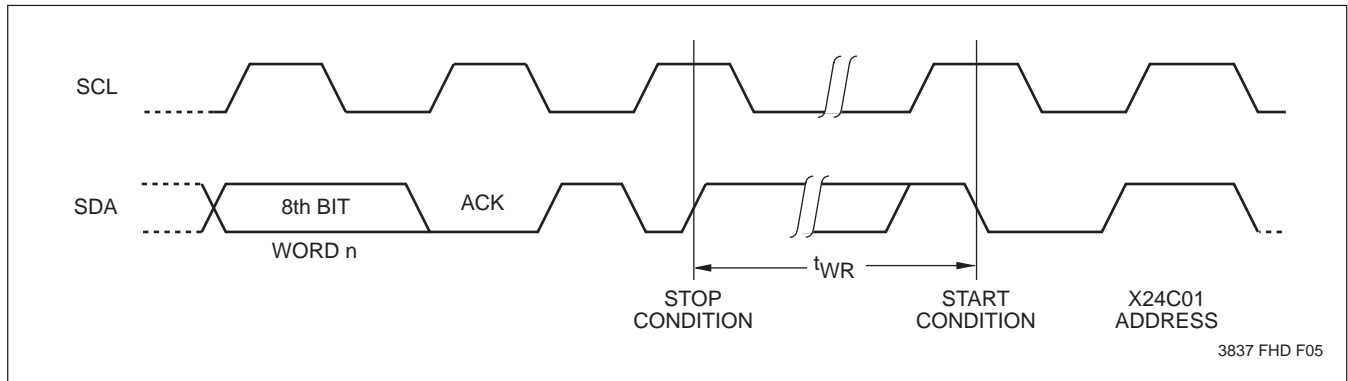 SCL
SDA
8th BIT
ACK
WORD n
tWR
STOP
CONDITION
START
CONDITION
X24C01
ADDRESS
3837 FHD F05